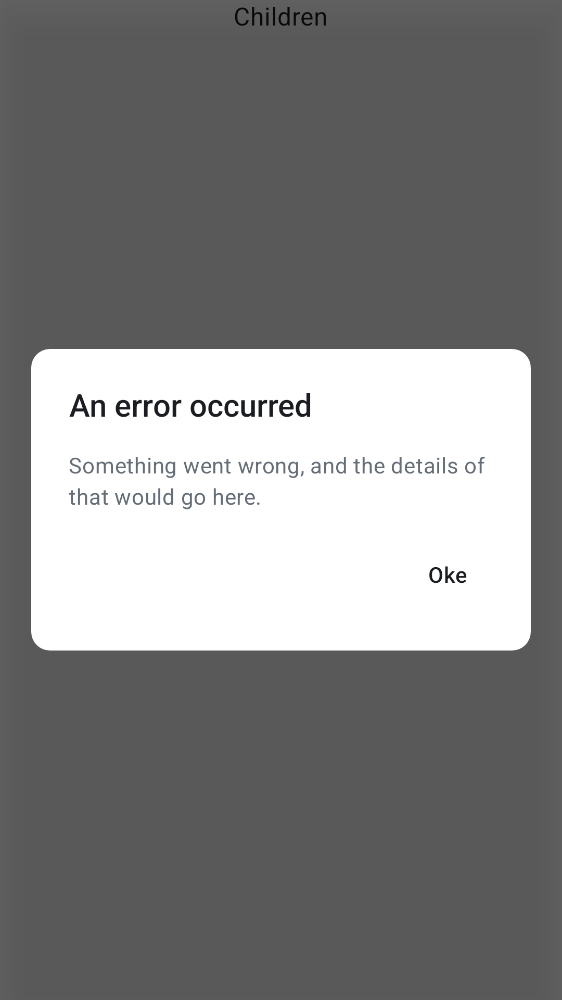 Children
An error occurred
Something went wrong, and the details of
that would go here.
Oke